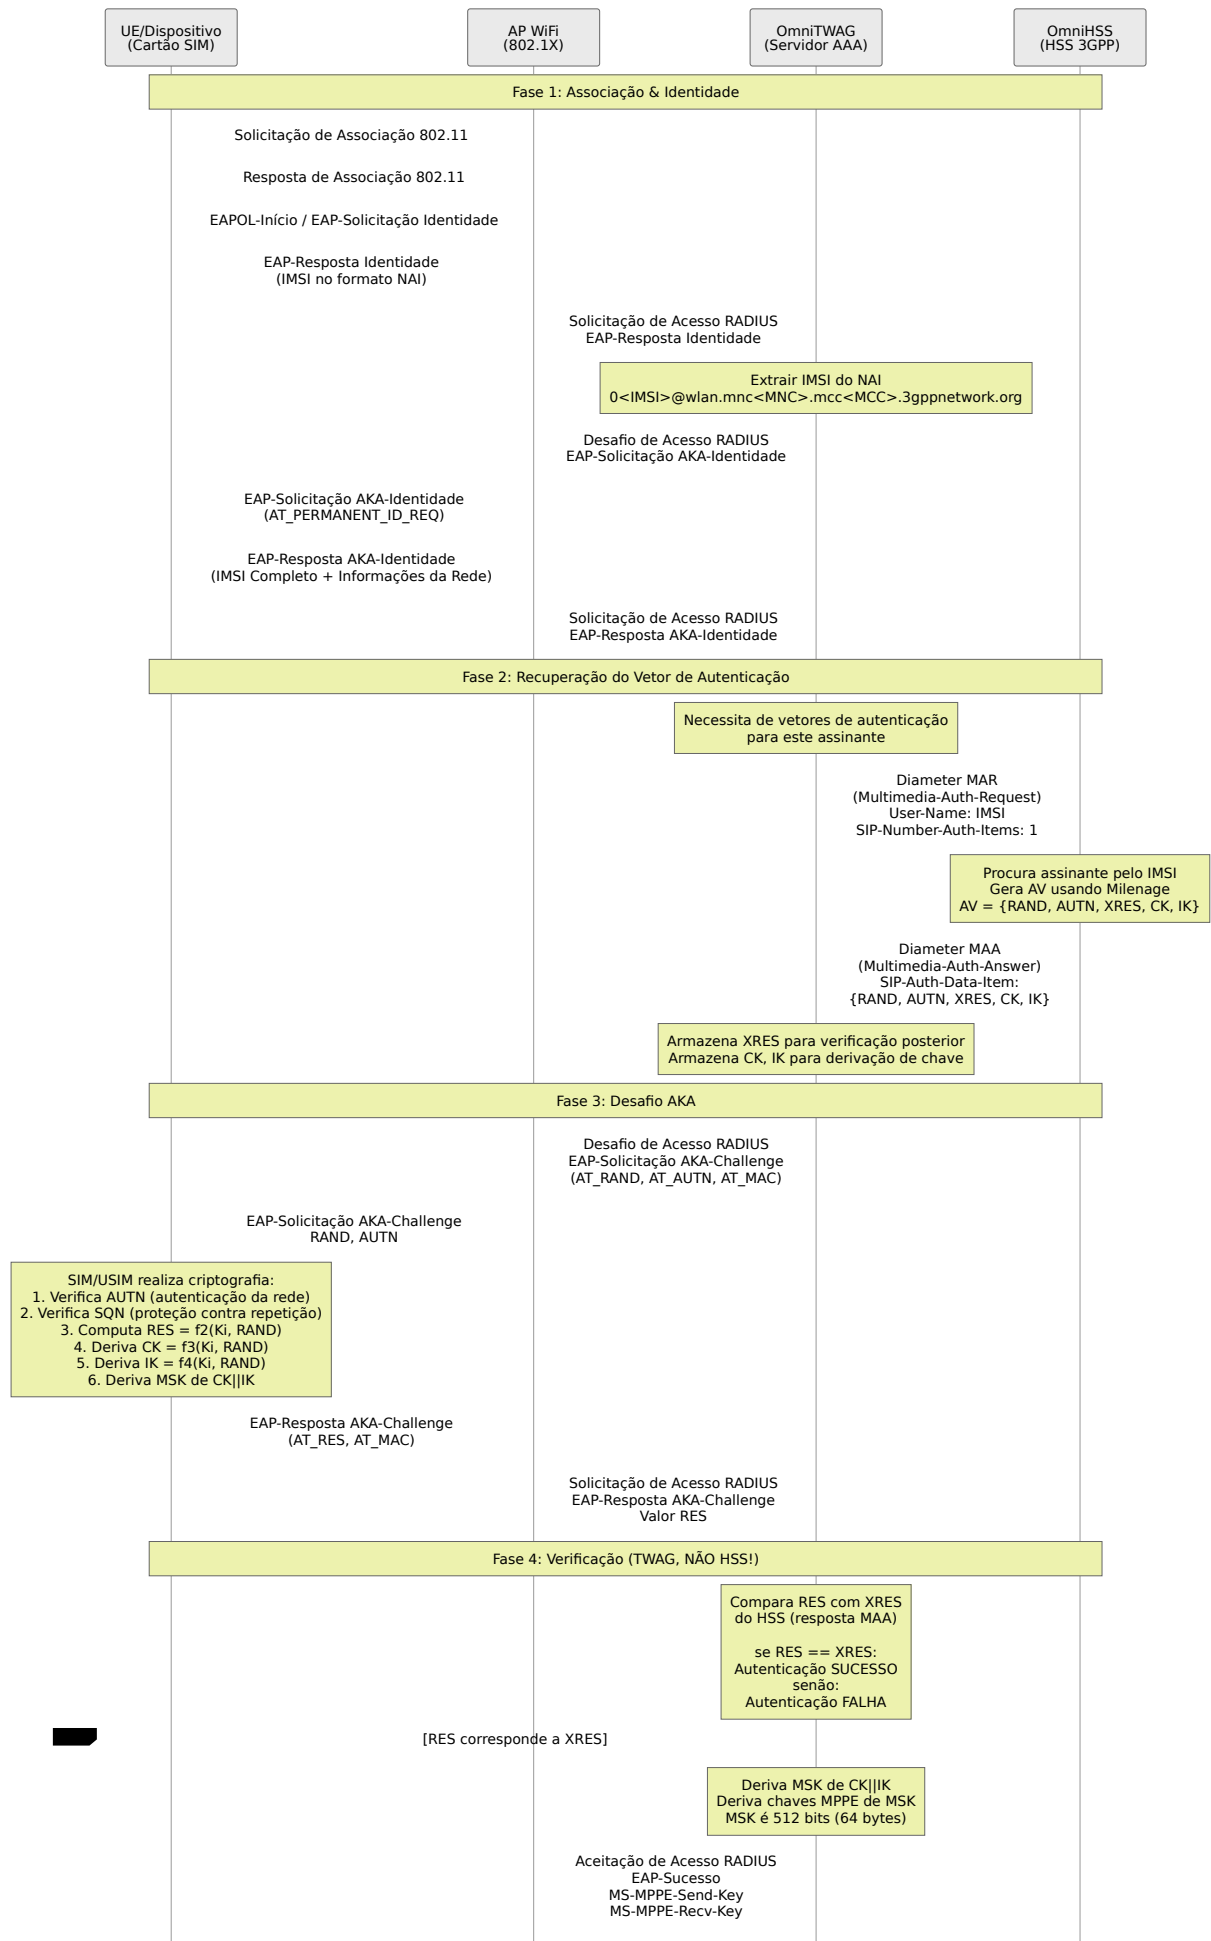 UE/Dispositivo
(Cartão SIM)
AP WiFi
(802.1X)
OmniTWAG
(Servidor AAA)
OmniHSS
(HSS 3GPP)
Fase 1: Associação & Identidade
Solicitação de Associação 802.11
Resposta de Associação 802.11
EAPOL-Início / EAP-Solicitação Identidade
EAP-Resposta Identidade
(IMSI no formato NAI)
Solicitação de Acesso RADIUS
EAP-Resposta Identidade
Extrair IMSI do NAI
0<IMSI>@wlan.mnc<MNC>.mcc<MCC>.3gppnetwork.org
Desafio de Acesso RADIUS
EAP-Solicitação AKA-Identidade
EAP-Solicitação AKA-Identidade
(AT_PERMANENT_ID_REQ)
EAP-Resposta AKA-Identidade
(IMSI Completo + Informações da Rede)
Solicitação de Acesso RADIUS
EAP-Resposta AKA-Identidade
Fase 2: Recuperação do Vetor de Autenticação
Necessita de vetores de autenticação
para este assinante
Diameter MAR
(Multimedia-Auth-Request)
User-Name: IMSI
SIP-Number-Auth-Items: 1
Procura assinante pelo IMSI
Gera AV usando Milenage
AV = {RAND, AUTN, XRES, CK, IK}
Diameter MAA
(Multimedia-Auth-Answer)
SIP-Auth-Data-Item:
{RAND, AUTN, XRES, CK, IK}
Armazena XRES para verificação posterior
Armazena CK, IK para derivação de chave
Fase 3: Desafio AKA
Desafio de Acesso RADIUS
EAP-Solicitação AKA-Challenge
(AT_RAND, AT_AUTN, AT_MAC)
EAP-Solicitação AKA-Challenge
RAND, AUTN
SIM/USIM realiza criptografia:
1. Verifica AUTN (autenticação da rede)
2. Verifica SQN (proteção contra repetição)
3. Computa RES = f2(Ki, RAND)
4. Deriva CK = f3(Ki, RAND)
5. Deriva IK = f4(Ki, RAND)
6. Deriva MSK de CK||IK
EAP-Resposta AKA-Challenge
(AT_RES, AT_MAC)
Solicitação de Acesso RADIUS
EAP-Resposta AKA-Challenge
Valor RES
Fase 4: Verificação (TWAG, NÃO HSS!)
Compara RES com XRES
do HSS (resposta MAA)
se RES == XRES:
Autenticação SUCESSO
senão:
Autenticação FALHA
[RES corresponde a XRES]
Deriva MSK de CK||IK
Deriva chaves MPPE de MSK
MSK é 512 bits (64 bytes)
Aceitação de Acesso RADIUS
EAP-Sucesso
MS-MPPE-Send-Key
MS-MPPE-Recv-Key